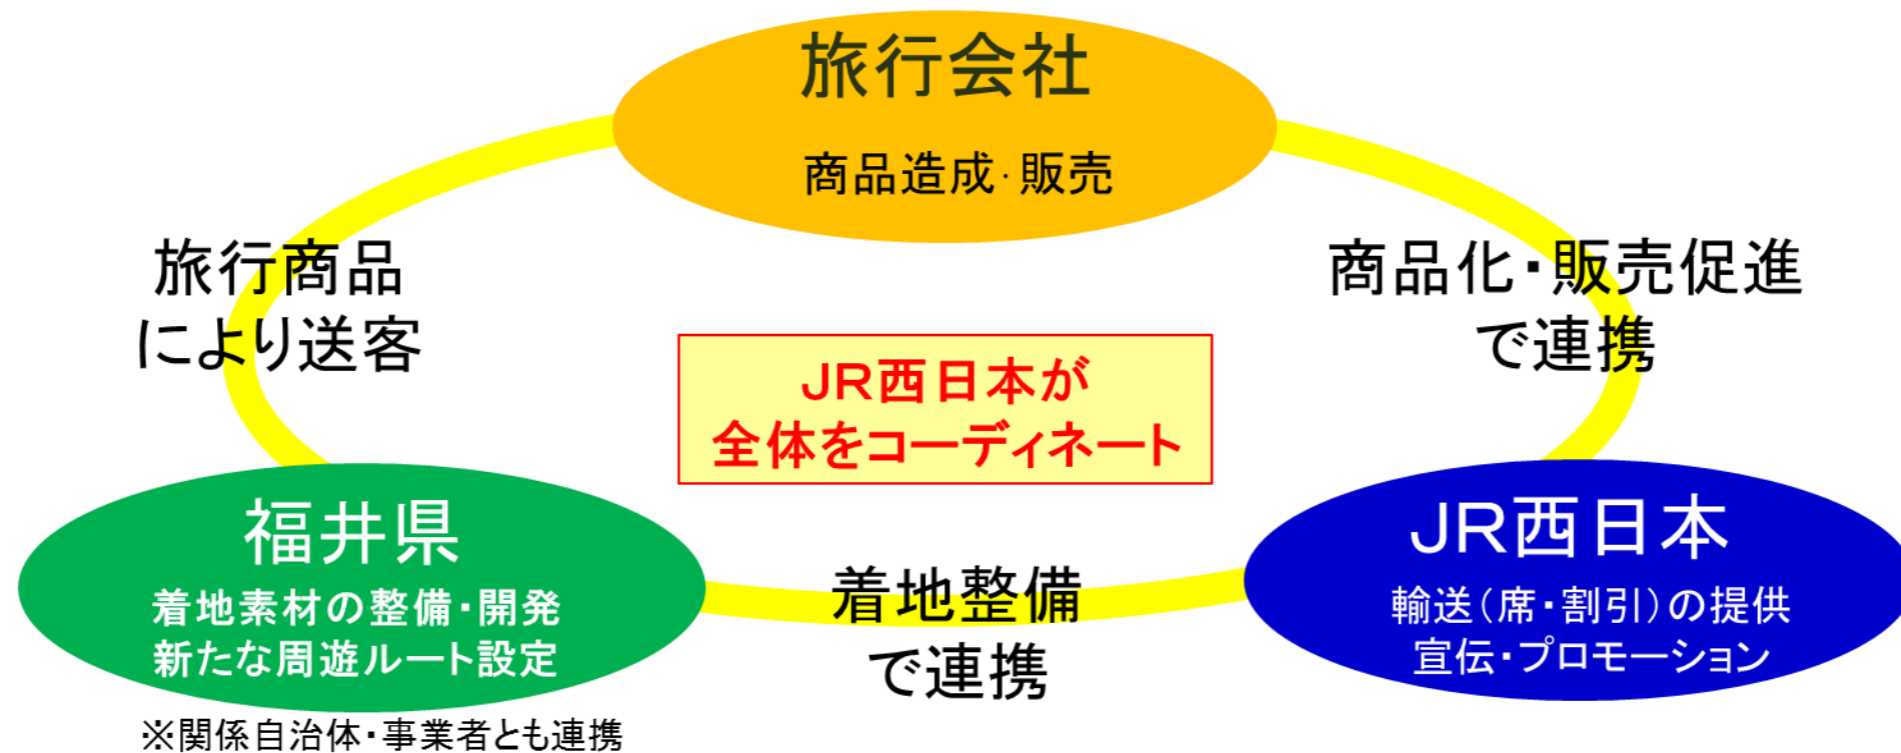 旅行会社
商品造成・販売
旅行商品
により送客
商品化・販売促進
で連携
JR西日本が
全体をコーディネート
福井県
着地素材の整備・開発
新たな周遊ルート設定
※関係自治体・事業者とも連携
着地整備
で連携
JR西日本
輸送(席・割引)の提供
宣伝・プロモーション